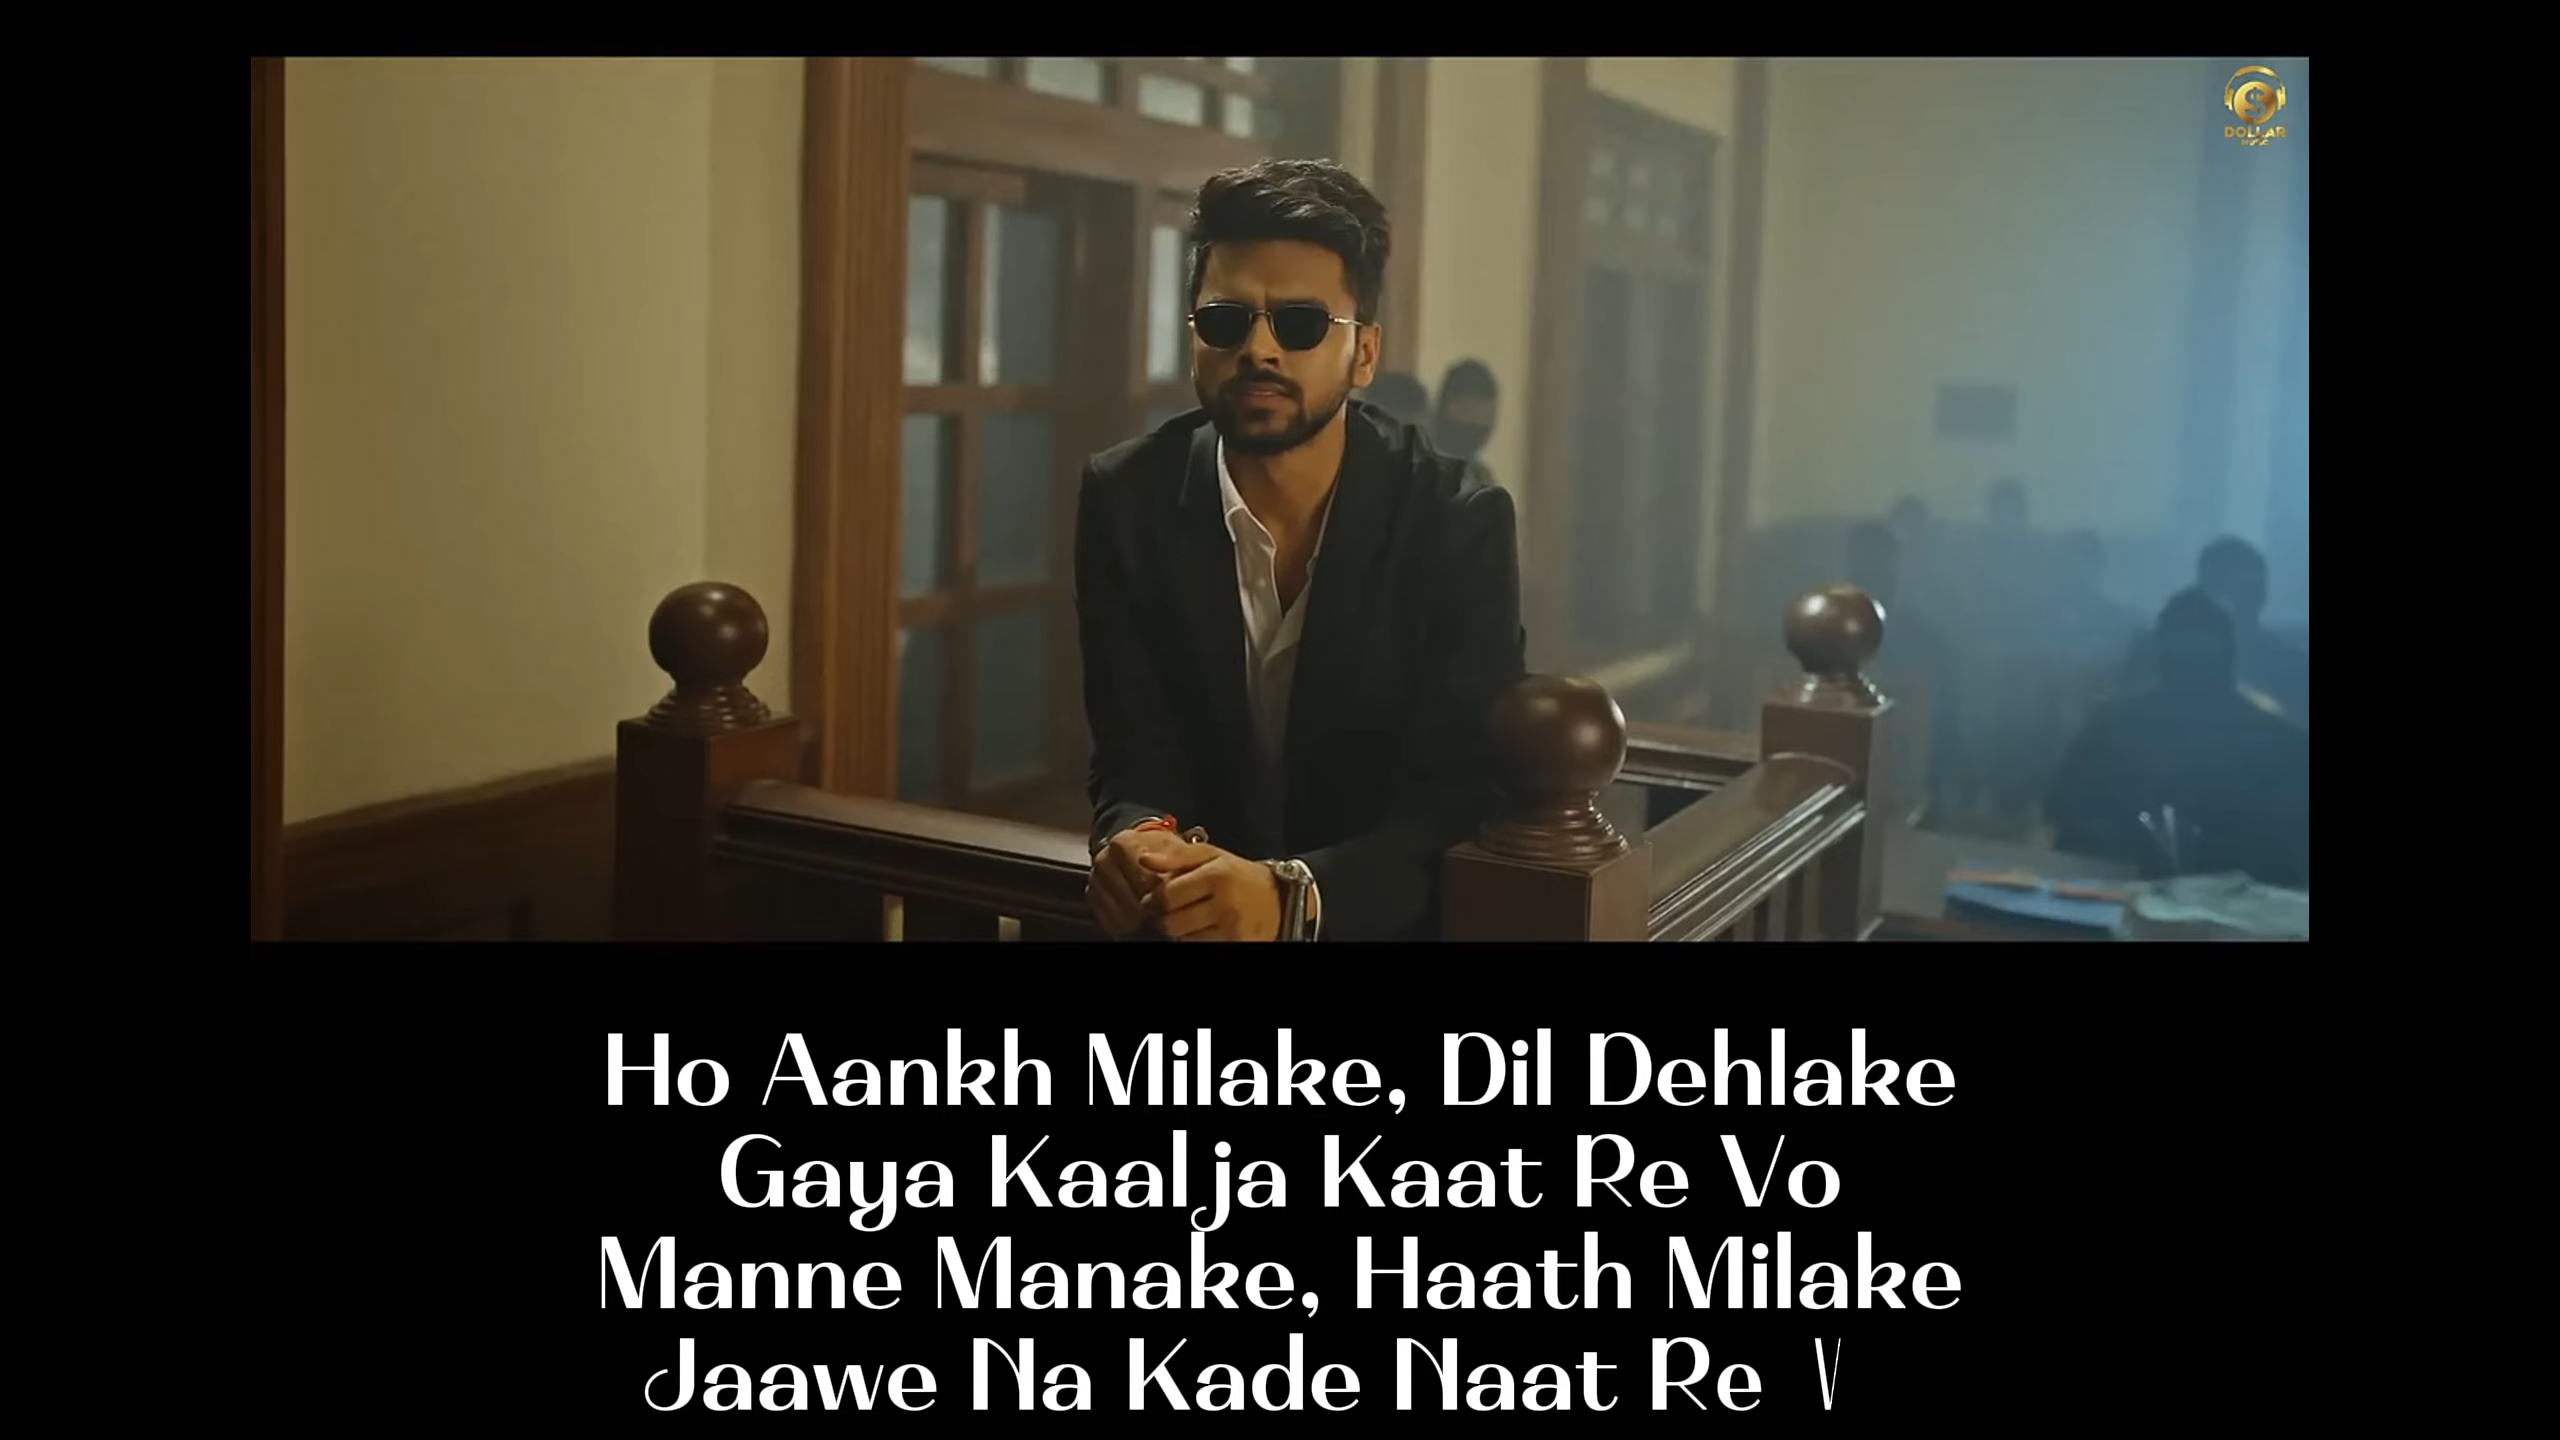 DOLLAR
Ho Aankh Milake, Dil Dehlake
Gaya Kaalja Kaat Re Vo
Manne Manake, Haath Milake
Jaawe Na Kade Naat Re V